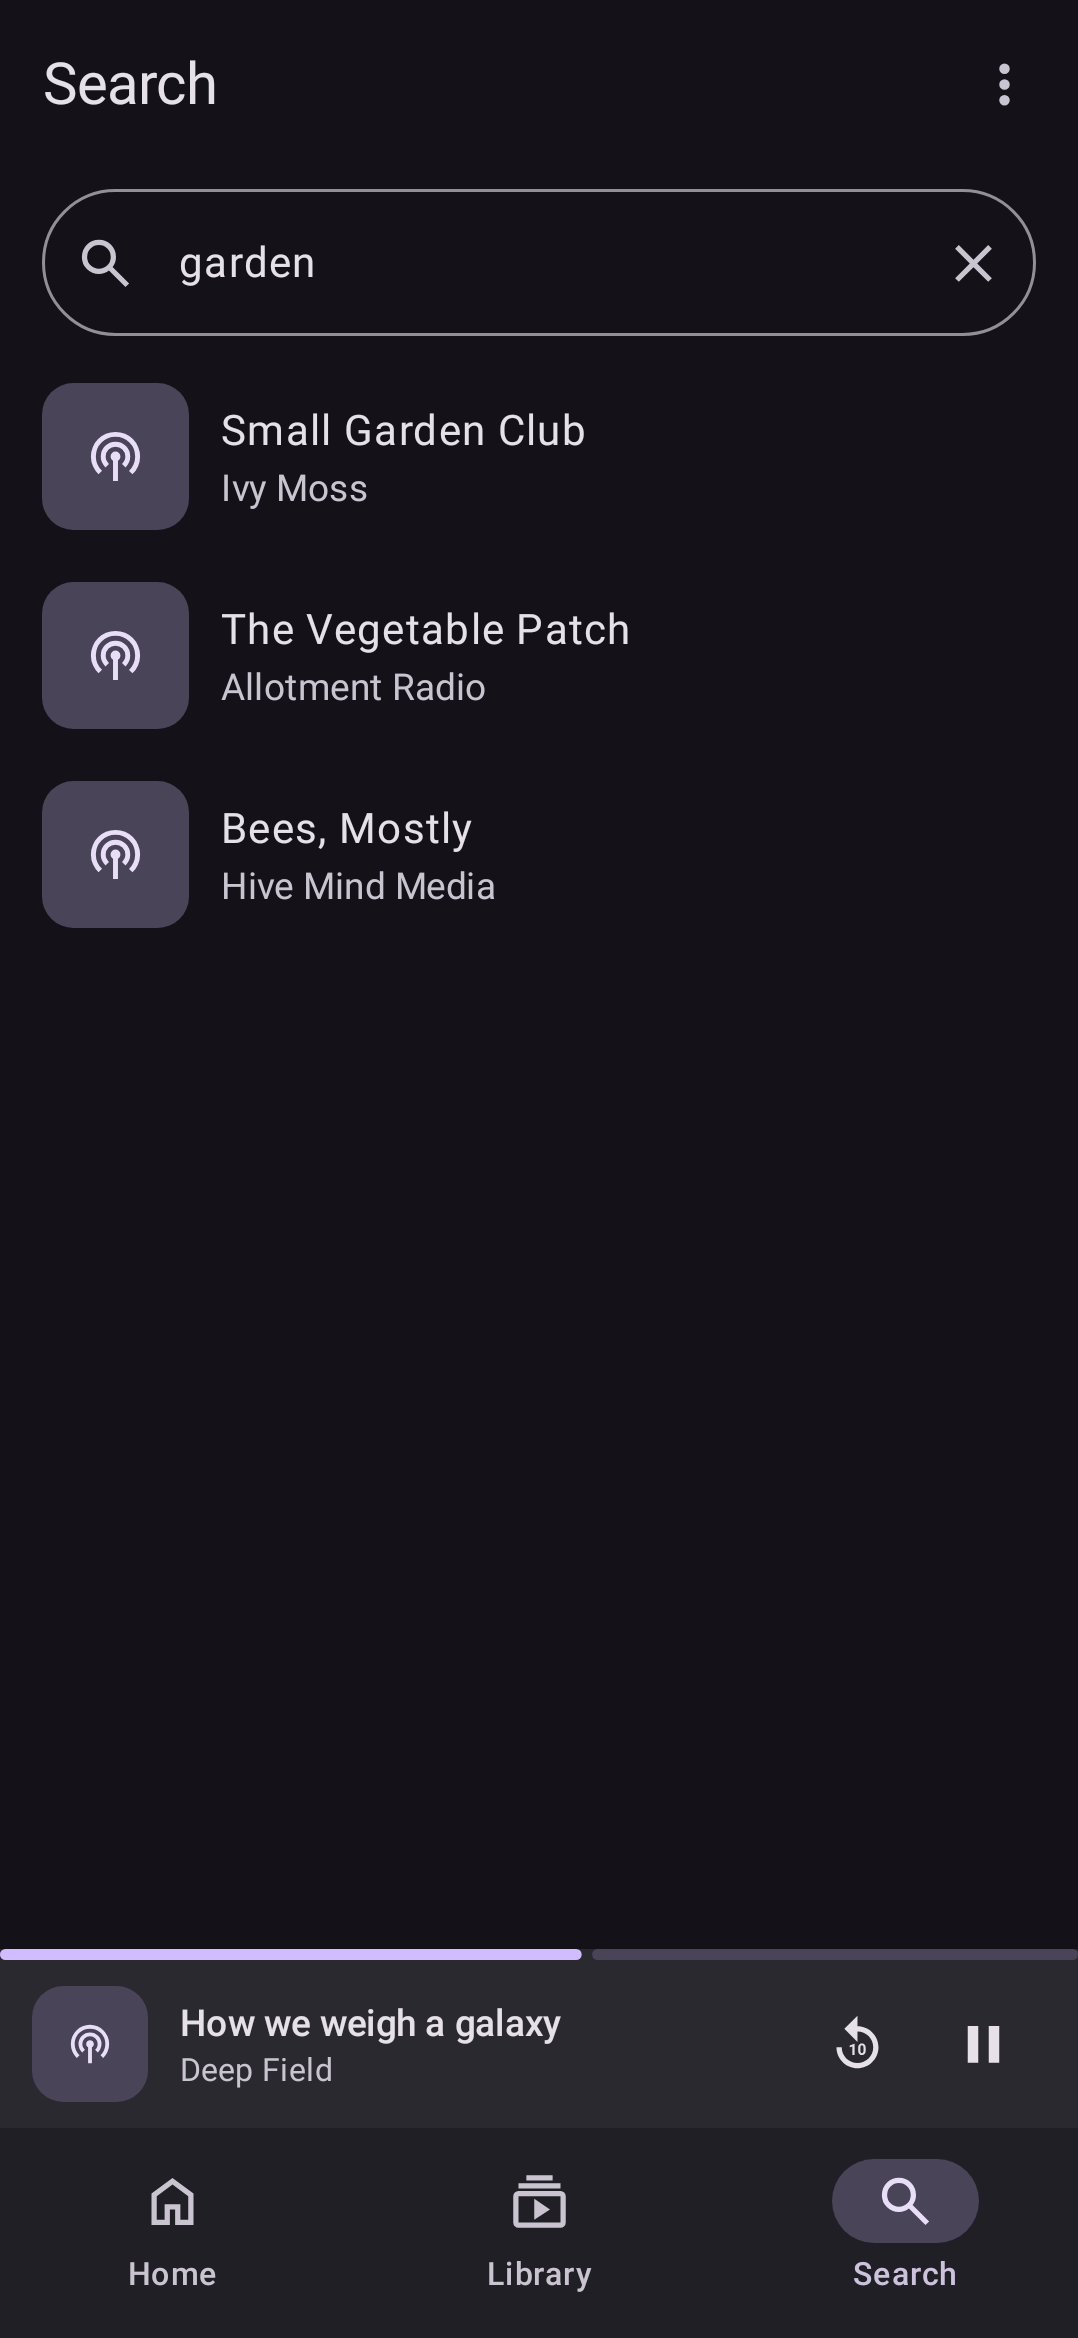 Search
garden
Small Garden Club
Ivy Moss
The Vegetable Patch
Allotment Radio
Bees, Mostly
Hive Mind Media
How we weigh a galaxy
Deep Field
10
Home
Library
Search